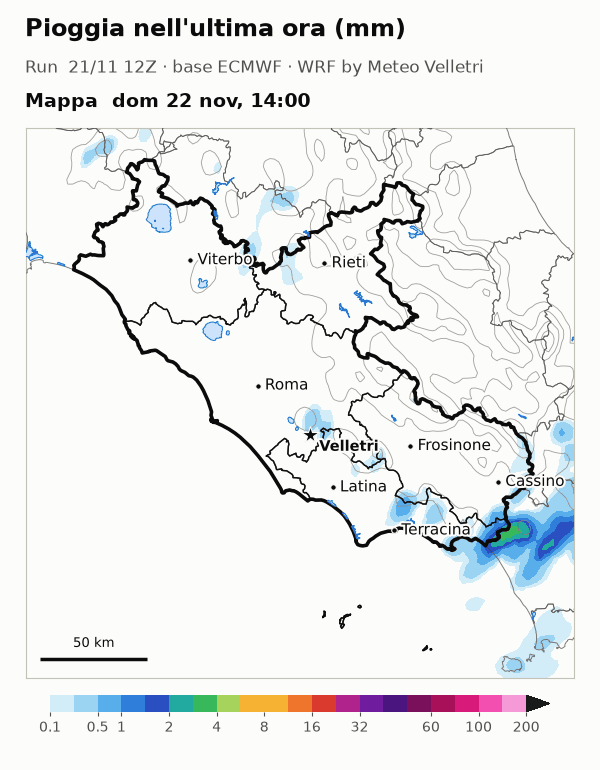 Pioggia nell'ultima ora (mm)
Run 21/11 12Z · base ECMWF · WRF by Meteo Velletri
Mappa dom 22 nov, 14:00
Viterbo
Rieti
Roma
Velletri
Frosinone
Cassino
Latina
Terracina
50 km
0.1 0.5 1 2 4 8 16 32 60 100 200